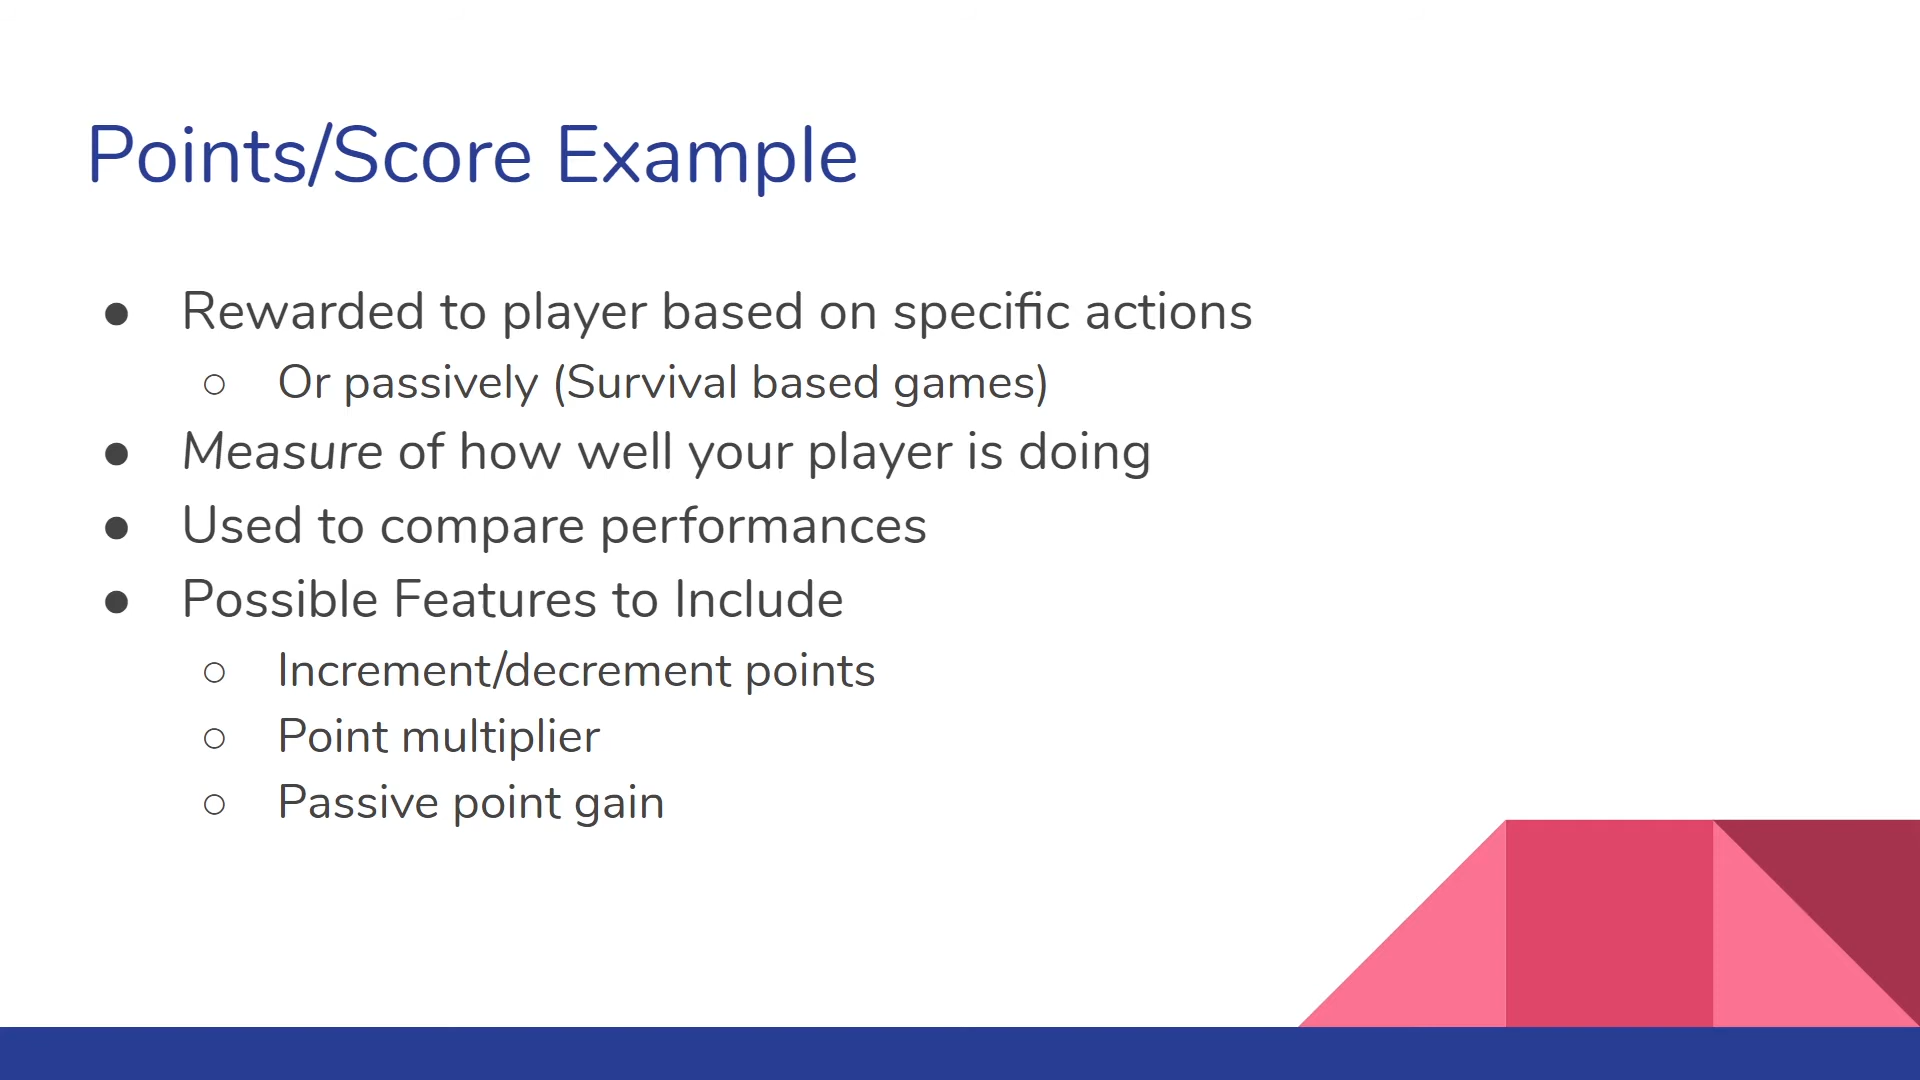 Points/Score Example
● Rewarded to player based on specific actions
○ Or passively (Survival based games)
● Measure of how well your player is doing
● Used to compare performances
● Possible Features to Include
○ Increment/decrement points
○ Point multiplier
○ Passive point gain